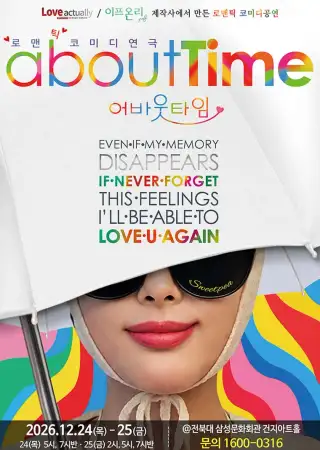 Love actually / 이프온리 제작사에서 만든 로맨틱 코미디공연
로맨틱코미디연극
aboutTime
어바웃타임
EVEN·IF·MY·MEMORY
DISAPPEARS
IF·NEVER·FORGET
THIS·FEELINGS
I'LL·BE·ABLE·TO
LOVE·U·AGAIN
Sweetpea
2026.12.24(목) - 25(금)
24(목) 5시, 7시반 · 25(금) 2시, 5시, 7시반
@전북대 삼성문화회관 건지아트홀
문의 1600-0316